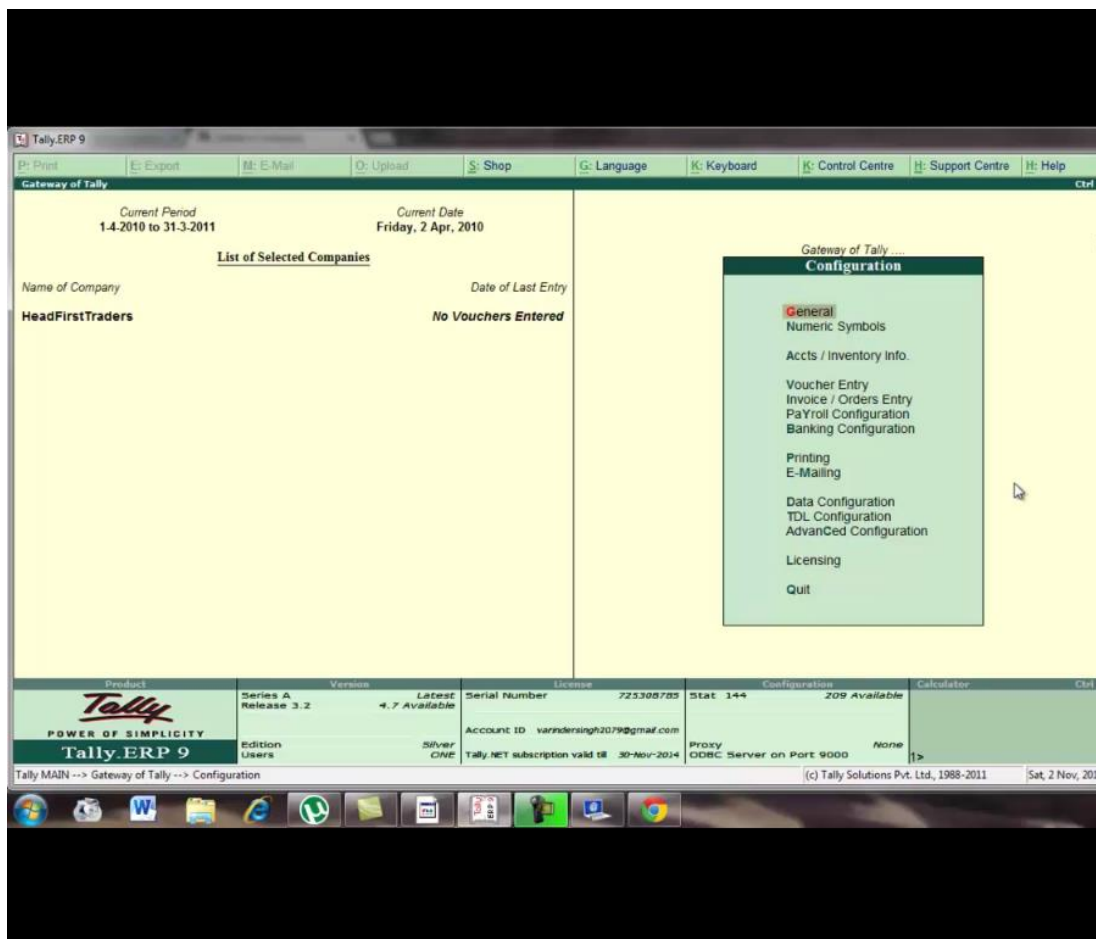 Tally.ERP 9
P: Print E: Export M: E-Mail O: Upload S: Shop G: Language K: Keyboard K: Control Centre H: Support Centre H: Help
Gateway of Tally Ctrl
Current Period Current Date
1-4-2010 to 31-3-2011 Friday, 2 Apr, 2010
List of Selected Companies
Name of Company Date of Last Entry
HeadFirstTraders No Vouchers Entered
Gateway of Tally ....
Configuration
General
Numeric Symbols
Accts / Inventory Info.
Voucher Entry
Invoice / Orders Entry
PaYroll Configuration
Banking Configuration
Printing
E-Mailing
Data Configuration
TDL Configuration
AdvanCed Configuration
Licensing
Quit
Product Version License Configuration Calculator Ctrl
Tally
POWER OF SIMPLICITY
Tally.ERP 9
Series A Latest
Release 3.2 4.7 Available
Edition Silver
Users ONE
Serial Number 725308785
Account ID varindersingh2079@gmail.com
Tally.NET subscription valid till 30-Nov-2014
Stat 144 209 Available
Proxy None
ODBC Server on Port 9000
1>
Tally MAIN --> Gateway of Tally --> Configuration (c) Tally Solutions Pvt. Ltd., 1988-2011 Sat, 2 Nov, 201